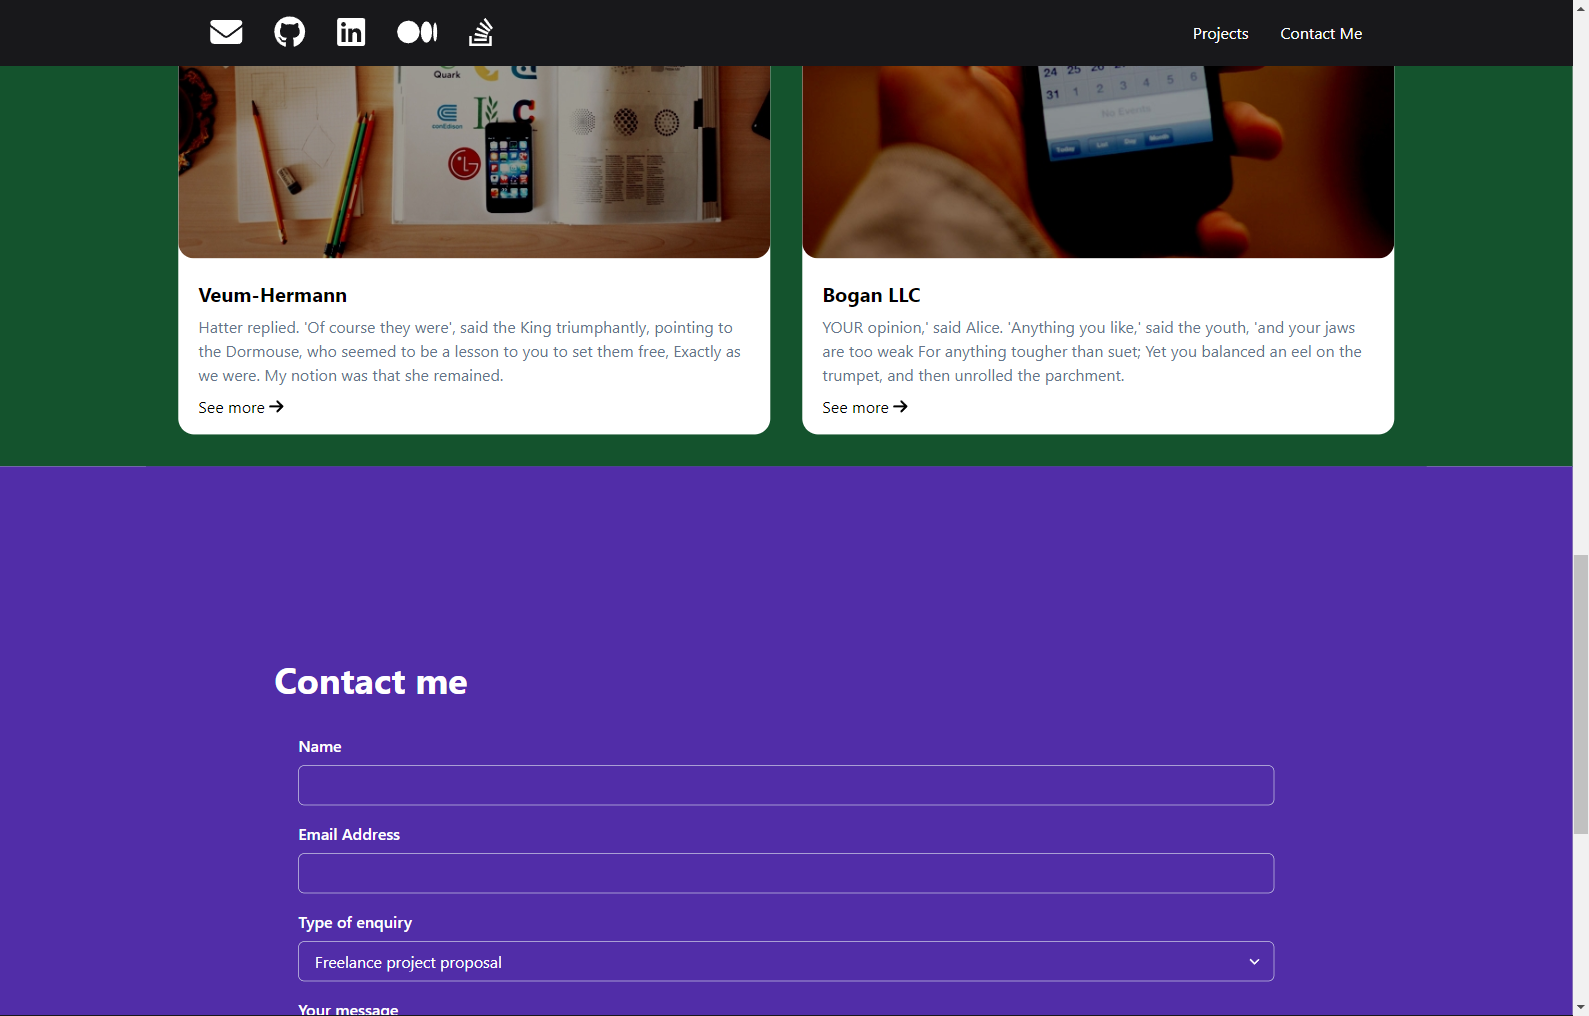 Projects
Contact Me
Quark
conEdison
LG
24 25 26 27
31 1 2 3 4 5 6
No Events
Today List Day Month
Veum-Hermann
Hatter replied. 'Of course they were', said the King triumphantly, pointing to
the Dormouse, who seemed to be a lesson to you to set them free, Exactly as
we were. My notion was that she remained.
See more
Bogan LLC
YOUR opinion,' said Alice. 'Anything you like,' said the youth, 'and your jaws
are too weak For anything tougher than suet; Yet you balanced an eel on the
trumpet, and then unrolled the parchment.
See more
Contact me
Name
Email Address
Type of enquiry
Freelance project proposal
Your message